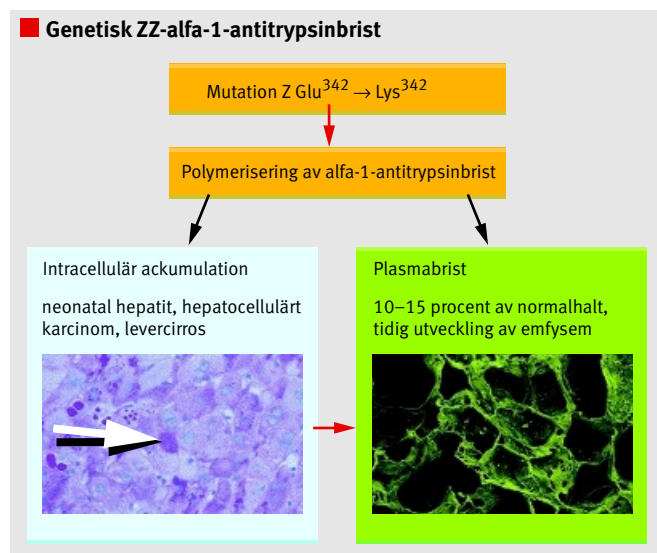 Genetisk ZZ-alfa-1-antitrypsinbrist
Mutation Z Glu³⁴² → Lys³⁴²
Polymerisering av alfa-1-antitrypsinbrist
Intracellulär ackumulation
neonatal hepatit, hepatocellulärt
karcinom, levercirros
Plasmabrist
10–15 procent av normalhalt,
tidig utveckling av emfysem